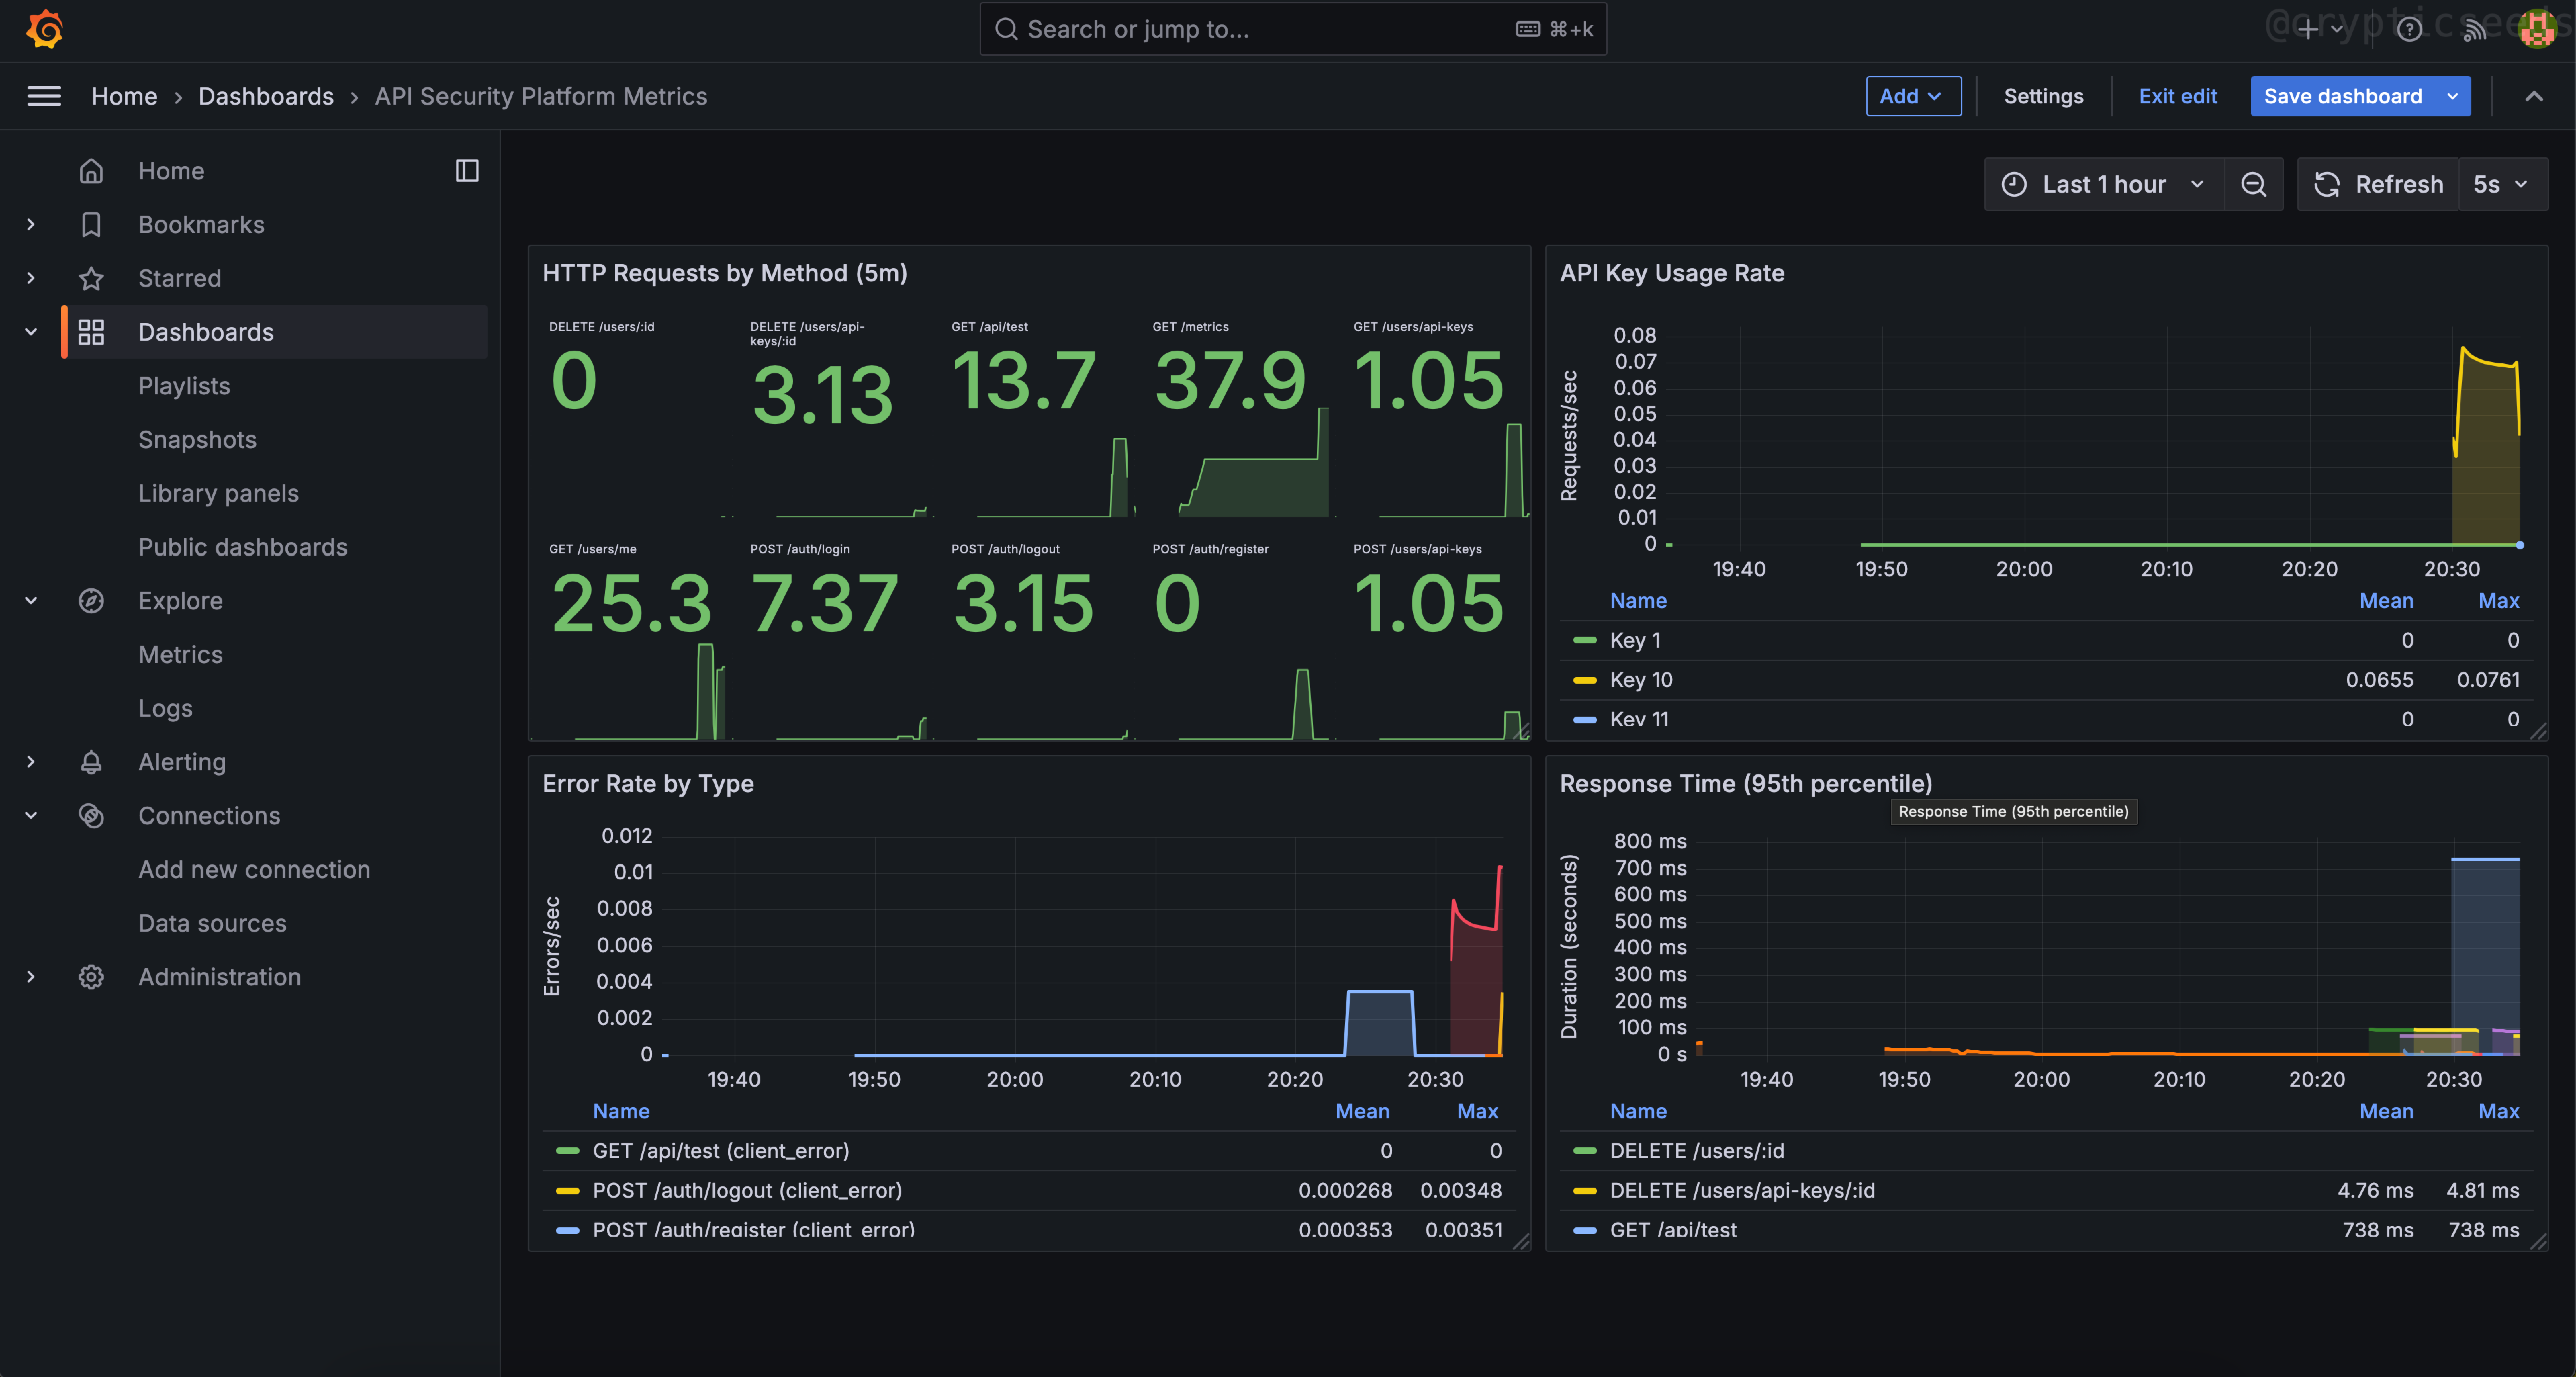 Search or jump to...
⌘+k
@crypticseeds
Home › Dashboards › API Security Platform Metrics
Add
Settings
Exit edit
Save dashboard
Home
Bookmarks
Starred
Dashboards
Playlists
Snapshots
Library panels
Public dashboards
Explore
Metrics
Logs
Alerting
Connections
Add new connection
Data sources
Administration
Last 1 hour
Refresh
5s
HTTP Requests by Method (5m)
DELETE /users/:id
0
DELETE /users/api-
keys/:id
3.13
GET /api/test
13.7
GET /metrics
37.9
GET /users/api-keys
1.05
GET /users/me
25.3
POST /auth/login
7.37
POST /auth/logout
3.15
POST /auth/register
0
POST /users/api-keys
1.05
API Key Usage Rate
Requests/sec
0.08
0.07
0.06
0.05
0.04
0.03
0.02
0.01
0
19:40 19:50 20:00 20:10 20:20 20:30
Name Mean Max
Key 1 0 0
Key 10 0.0655 0.0761
Key 11 0 0
Error Rate by Type
Errors/sec
0.012
0.01
0.008
0.006
0.004
0.002
0
19:40 19:50 20:00 20:10 20:20 20:30
Name Mean Max
GET /api/test (client_error) 0 0
POST /auth/logout (client_error) 0.000268 0.00348
POST /auth/register (client_error) 0.000353 0.00351
Response Time (95th percentile)
Response Time (95th percentile)
Duration (seconds)
800 ms
700 ms
600 ms
500 ms
400 ms
300 ms
200 ms
100 ms
0 s
19:40 19:50 20:00 20:10 20:20 20:30
Name Mean Max
DELETE /users/:id
DELETE /users/api-keys/:id 4.76 ms 4.81 ms
GET /api/test 738 ms 738 ms